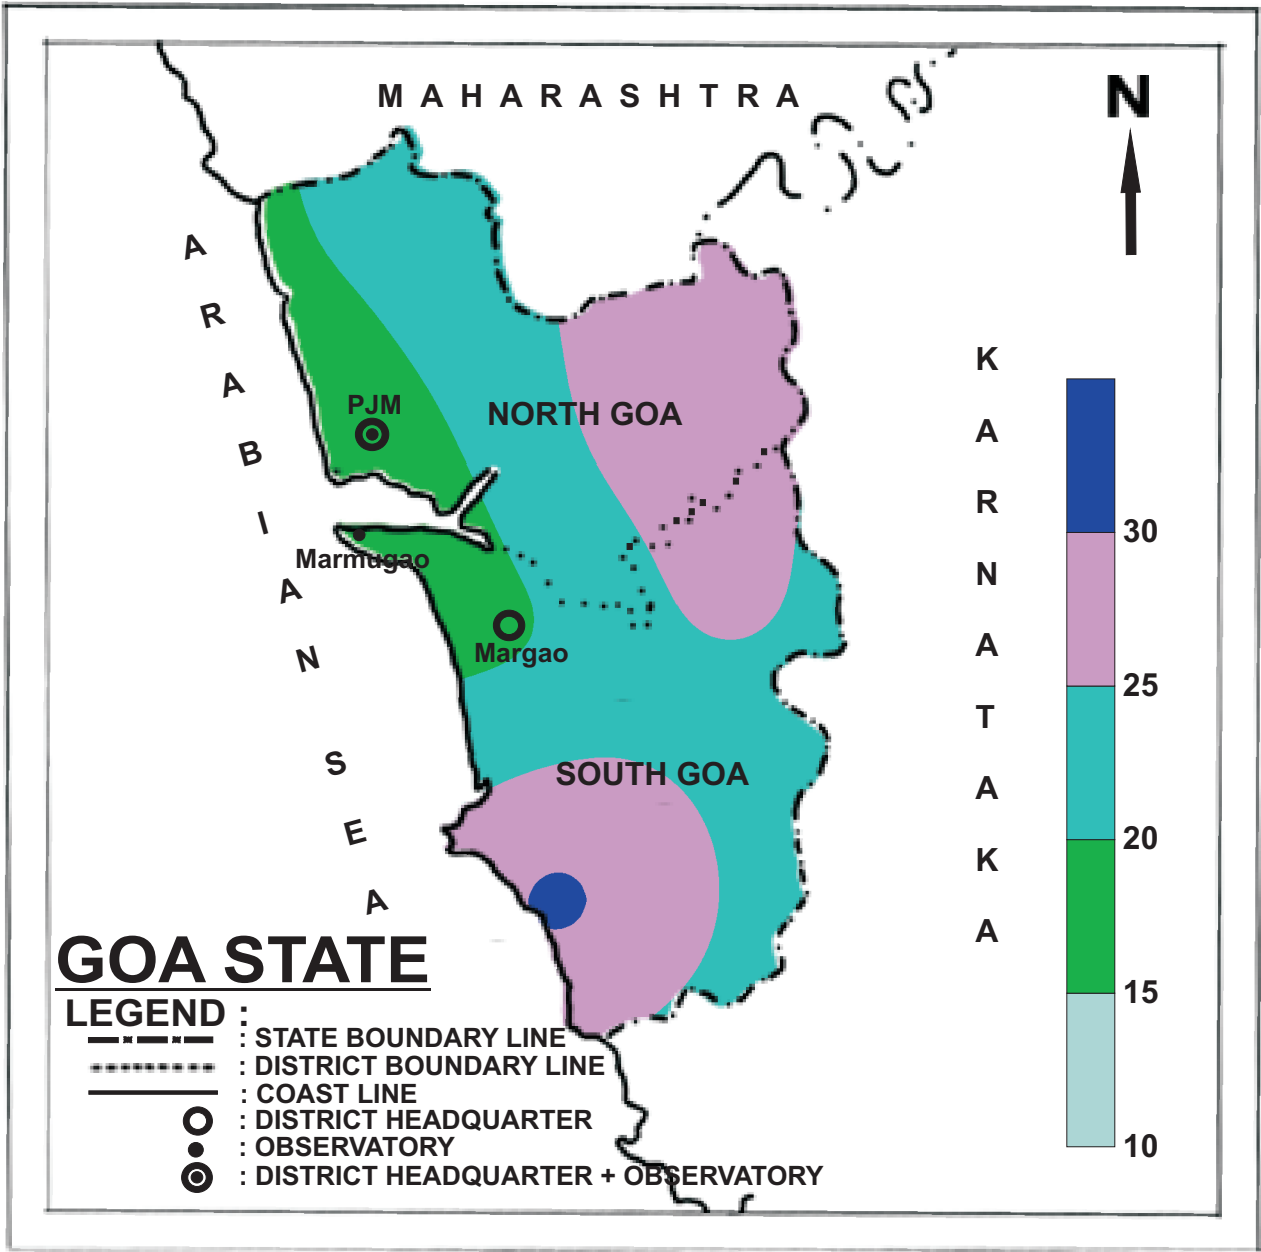 MAHARASHTRA
N
ARABIAN SEA
KARNATAKA
PJM
NORTH GOA
Marmugao
Margao
SOUTH GOA
30
25
20
15
10
GOA STATE
LEGEND :
: STATE BOUNDARY LINE
: DISTRICT BOUNDARY LINE
: COAST LINE
: DISTRICT HEADQUARTER
: OBSERVATORY
: DISTRICT HEADQUARTER + OBSERVATORY